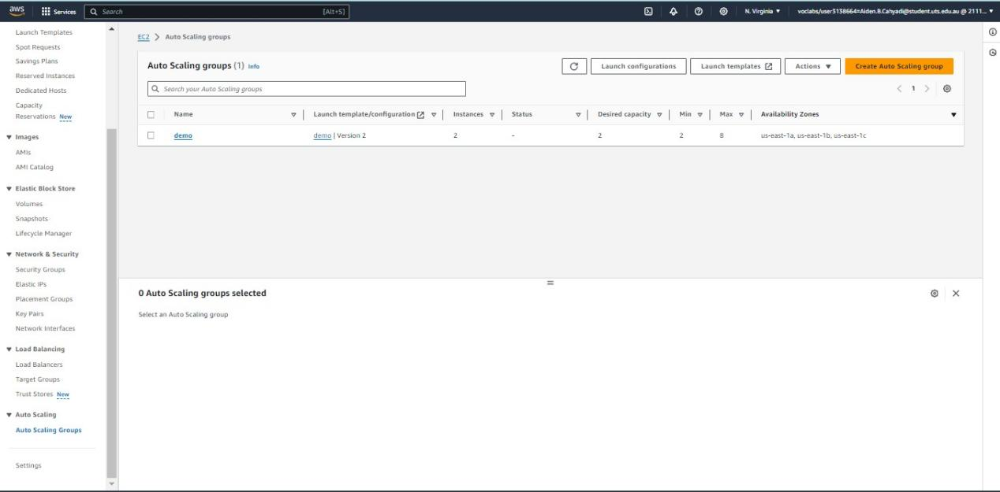 aws
Services
Search
[Alt+S]
N. Virginia
voclabs/user3138664=Aiden.B.Cahyadi@student.uts.edu.au @ 2111...
Launch Templates
Spot Requests
Savings Plans
Reserved Instances
Dedicated Hosts
Capacity
Reservations New
Images
AMIs
AMI Catalog
Elastic Block Store
Volumes
Snapshots
Lifecycle Manager
Network & Security
Security Groups
Elastic IPs
Placement Groups
Key Pairs
Network Interfaces
Load Balancing
Load Balancers
Target Groups
Trust Stores New
Auto Scaling
Auto Scaling Groups
Settings
EC2 > Auto Scaling groups
Auto Scaling groups (1) Info
Launch configurations
Launch templates
Actions
Create Auto Scaling group
Search your Auto Scaling groups
1
Name Launch template/configuration Instances Status Desired capacity Min Max Availability Zones
demo demo | Version 2 2 - 2 2 8 us-east-1a, us-east-1b, us-east-1c
0 Auto Scaling groups selected
Select an Auto Scaling group